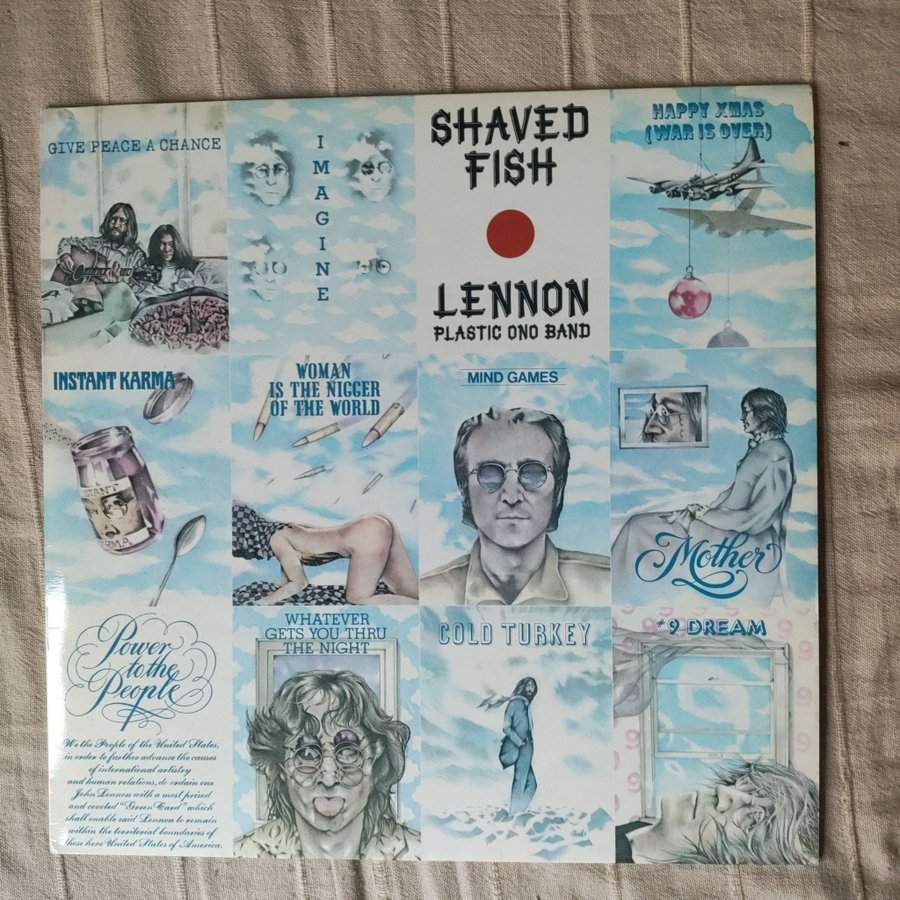 GIVE PEACE A CHANCE
IMAGINE
SHAVED
FISH
LENNON
PLASTIC ONO BAND
HAPPY XMAS
(WAR IS OVER)
INSTANT KARMA
WOMAN
IS THE NIGGER
OF THE WORLD
MIND GAMES
Mother
Power
to the
People
We the People of the United States,
in order to further advance the causes
of international artistry
and human relations, do ordain one
John Lennon with a most prized
and coveted "Green Card" which
shall enable said Lennon to remain
within the territorial boundaries of
these here United States of America.
WHATEVER
GETS YOU THRU
THE NIGHT
COLD TURKEY
#9 DREAM